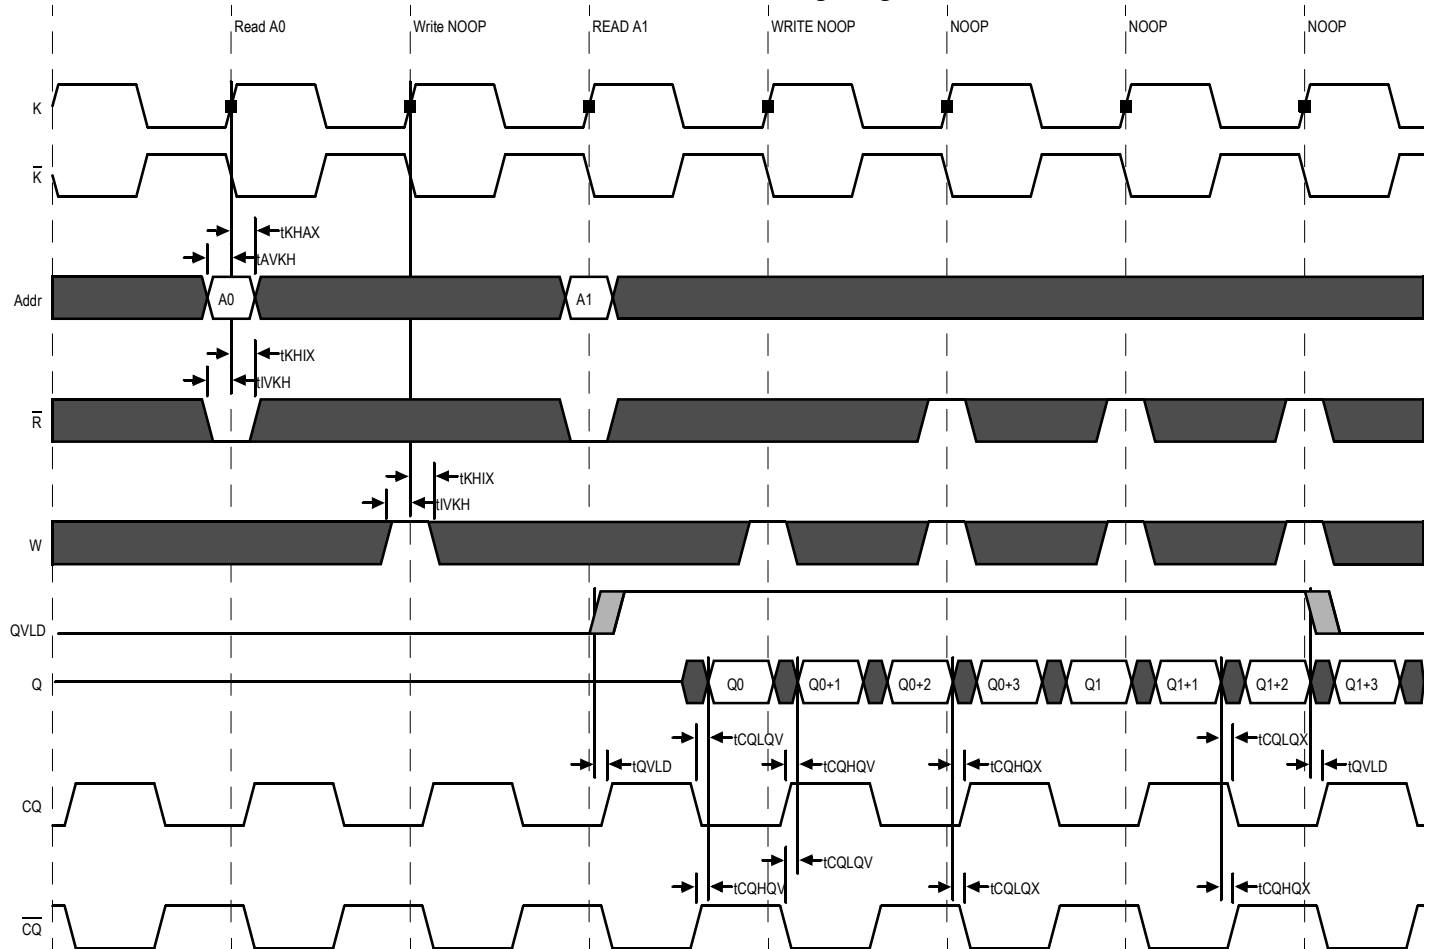 Read A0 Write NOOP READ A1 WRITE NOOP NOOP NOOP NOOP
K
K̅
tKHAX
tAVKH
Addr A0 A1
tKHIX
tIVKH
R̅
tKHIX
tIVKH
W
QVLD
Q Q0 Q0+1 Q0+2 Q0+3 Q1 Q1+1 Q1+2 Q1+3
tCQLQV tCQLQX
tQVLD tCQHQV tCQHQX tQVLD
CQ
tCQLQV
tCQHQV tCQLQX tCQHQX
C̅Q̅